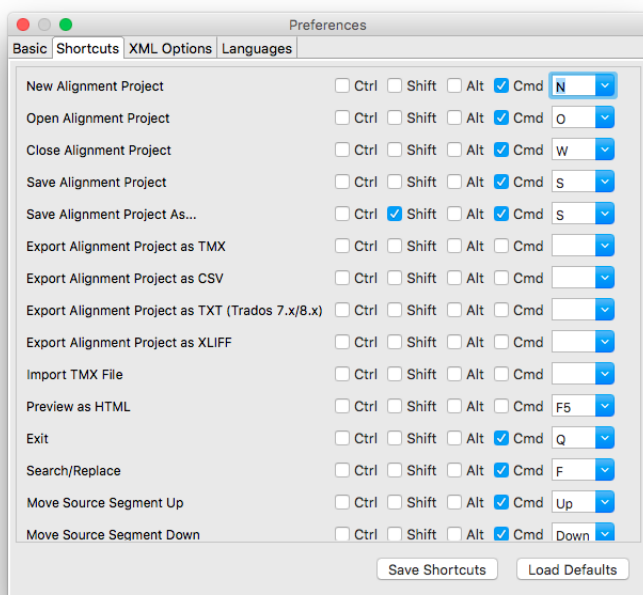 Preferences
Basic Shortcuts XML Options Languages
New Alignment Project Ctrl Shift Alt Cmd N
Open Alignment Project Ctrl Shift Alt Cmd O
Close Alignment Project Ctrl Shift Alt Cmd W
Save Alignment Project Ctrl Shift Alt Cmd S
Save Alignment Project As... Ctrl Shift Alt Cmd S
Export Alignment Project as TMX Ctrl Shift Alt Cmd
Export Alignment Project as CSV Ctrl Shift Alt Cmd
Export Alignment Project as TXT (Trados 7.x/8.x) Ctrl Shift Alt Cmd
Export Alignment Project as XLIFF Ctrl Shift Alt Cmd
Import TMX File Ctrl Shift Alt Cmd
Preview as HTML Ctrl Shift Alt Cmd F5
Exit Ctrl Shift Alt Cmd Q
Search/Replace Ctrl Shift Alt Cmd F
Move Source Segment Up Ctrl Shift Alt Cmd Up
Move Source Segment Down Ctrl Shift Alt Cmd Down
Save Shortcuts Load Defaults